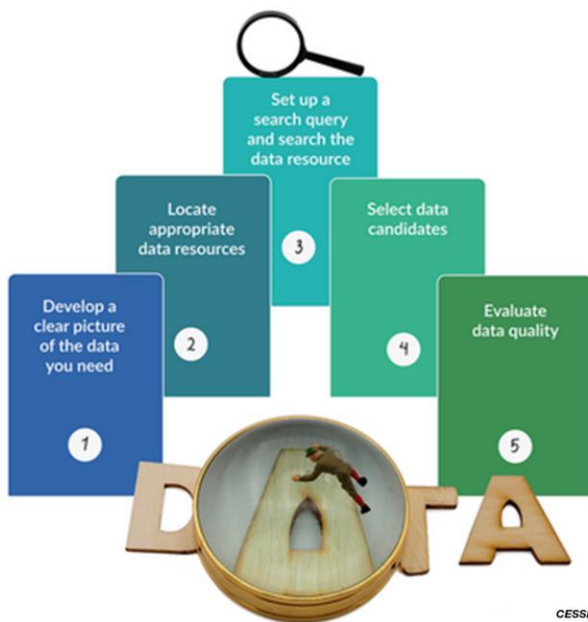 Set up a
search query
and search the
data resource
3
Locate
appropriate
data resources
2
Select data
candidates
4
Develop a
clear picture
of the data
you need
1
Evaluate
data quality
5
DATA